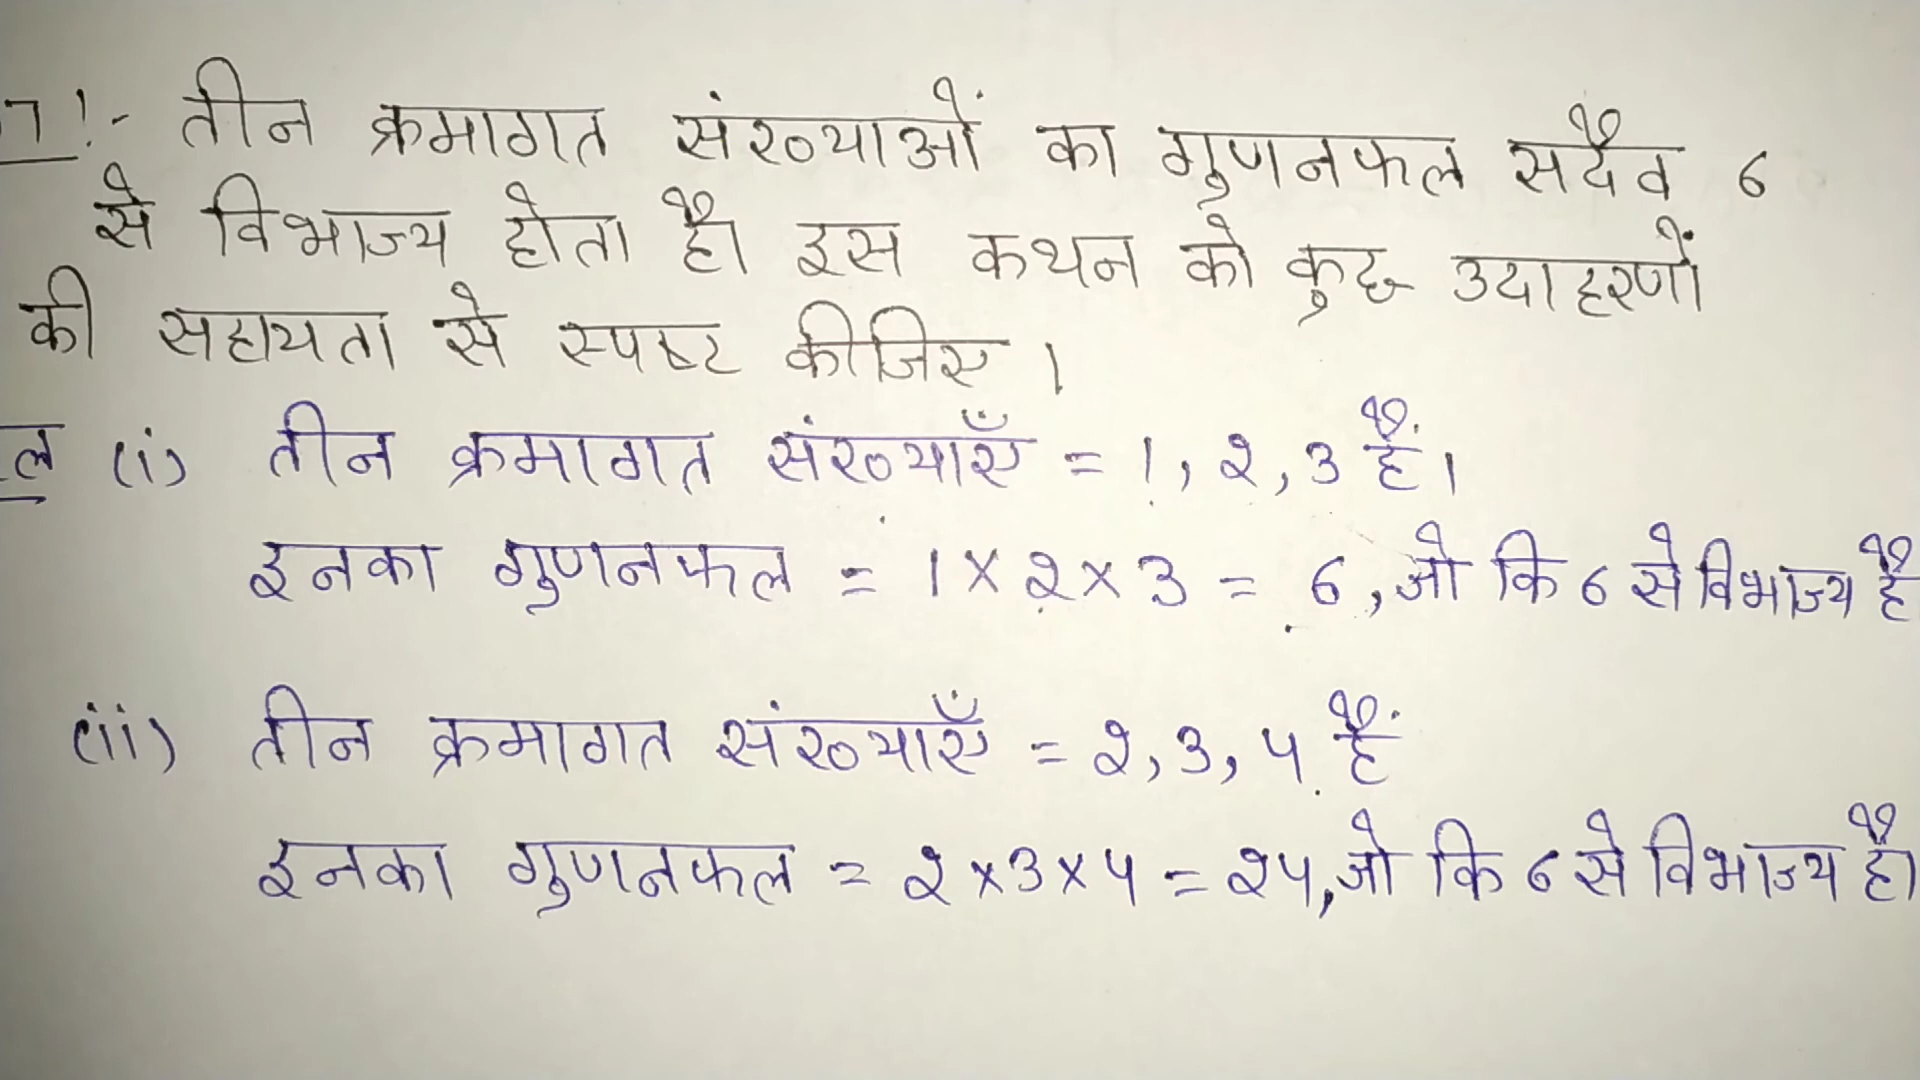 तीन क्रमागत संख्याओं का गुणनफल सदैव 6
से विभाज्य होता है। इस कथन को कुछ उदाहरणों
की सहायता से स्पष्ट कीजिए।
(i) तीन क्रमागत संख्याएँ = 1, 2, 3 हैं।
इनका गुणनफल = 1 × 2 × 3 = 6, जो कि 6 से विभाज्य है
(ii) तीन क्रमागत संख्याएँ = 2, 3, 4 हैं
इनका गुणनफल = 2 × 3 × 4 = 24, जो कि 6 से विभाज्य है।